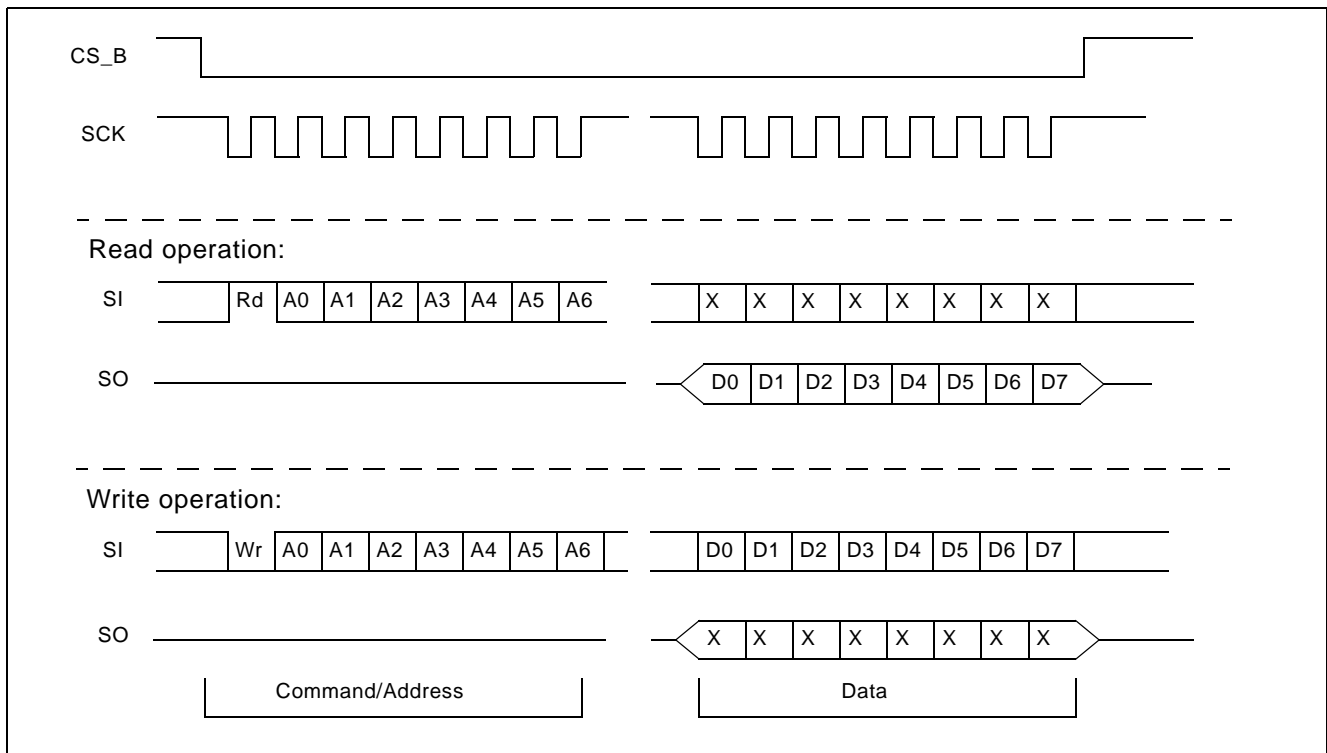 CS_B
SCK
Read operation:
SI Rd A0 A1 A2 A3 A4 A5 A6 X X X X X X X X
SO D0 D1 D2 D3 D4 D5 D6 D7
Write operation:
SI Wr A0 A1 A2 A3 A4 A5 A6 D0 D1 D2 D3 D4 D5 D6 D7
SO X X X X X X X X
Command/Address Data